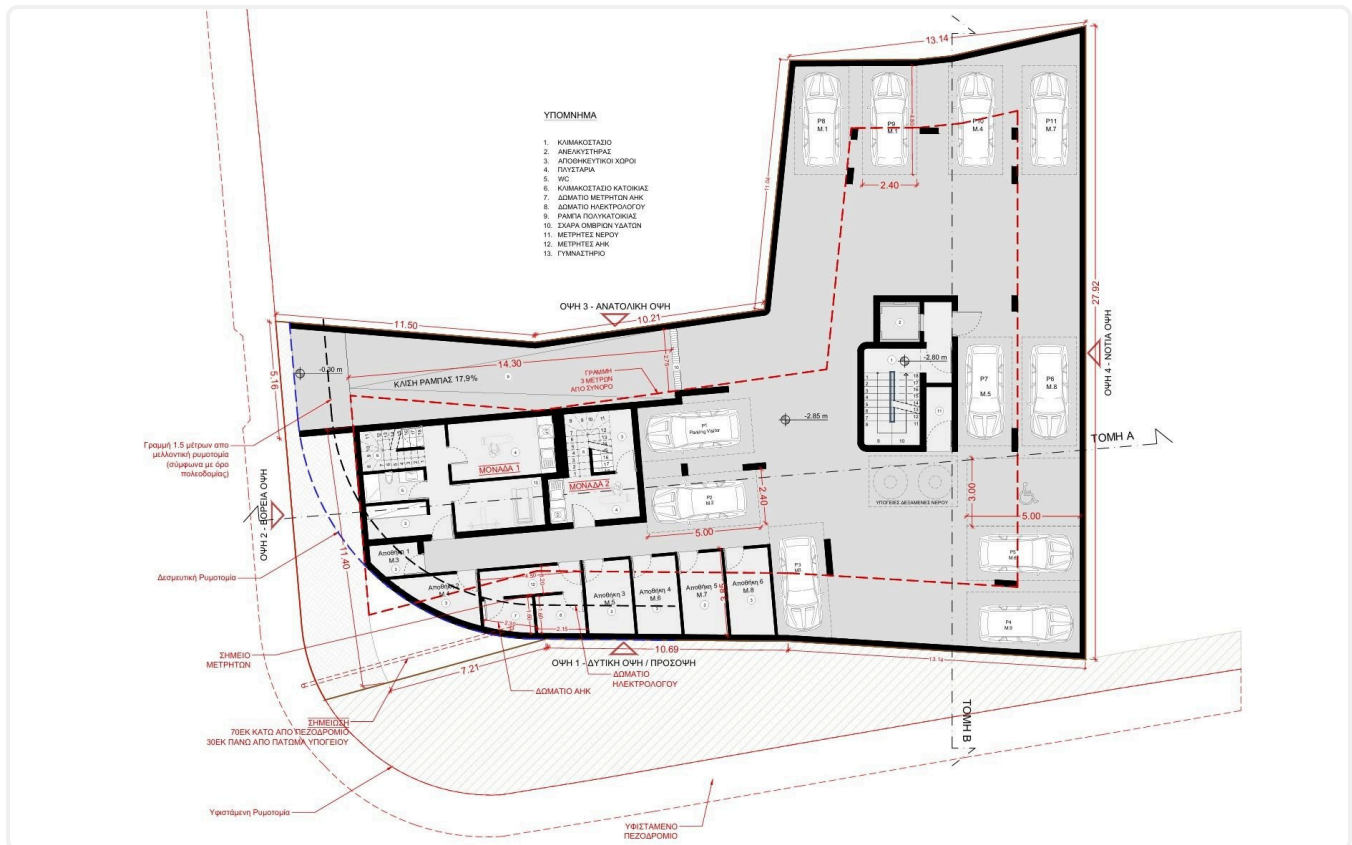 13.14
ΥΠΟΜΝΗΜΑ
1. ΚΛΙΜΑΚΟΣΤΑΣΙΟ
2. ΑΝΕΛΚΥΣΤΗΡΑΣ
3. ΑΠΟΘΗΚΕΥΤΙΚΟΙ ΧΩΡΟΙ
4. ΠΛΥΣΤΑΡΙΑ
5. WC
6. ΚΛΙΜΑΚΟΣΤΑΣΙΟ ΚΑΤΟΙΚΙΑΣ
7. ΔΩΜΑΤΙΟ ΜΕΤΡΗΤΩΝ ΑΗΚ
8. ΔΩΜΑΤΙΟ ΗΛΕΚΤΡΟΛΟΓΟΥ
9. ΡΑΜΠΑ ΠΟΛΥΚΑΤΟΙΚΙΑΣ
10. ΣΧΑΡΑ ΟΜΒΡΙΩΝ ΥΔΑΤΩΝ
11. ΜΕΤΡΗΤΕΣ ΝΕΡΟΥ
12. ΜΕΤΡΗΤΕΣ ΑΗΚ
13. ΓΥΜΝΑΣΤΗΡΙΟ
P8
M.1
P9
M.1
P10
M.4
P11
M.7
2.40
27.92
ΟΨΗ 4 - ΝΟΤΙΑ ΟΨΗ
ΟΨΗ 3 - ΑΝΑΤΟΛΙΚΗ ΟΨΗ
11.50
10.21
5.16
-0.30 m
14.30
ΚΛΙΣΗ ΡΑΜΠΑΣ 17,9%
ΓΡΑΜΜΗ
3 ΜΕΤΡΩΝ
ΑΠΟ ΣΥΝΟΡΟ
2.75
-2.80 m
-2.85 m
P7
M.5
P6
M.8
ΤΟΜΗ Α
Γραμμή 1.5 μέτρων απο
μελλοντική ρυμοτομία
(σύμφωνα με όρο
πολεοδομίας)
ΜΟΝΑΔΑ 1
ΜΟΝΑΔΑ 2
P1
Parking Visitor
P2
M.2
2.40
5.00
ΥΠΟΓΕΙΕΣ ΔΕΞΑΜΕΝΕΣ ΝΕΡΟΥ
3.00
5.00
ΟΨΗ 2 - ΒΟΡΕΙΑ ΟΨΗ
11.40
Δεσμευτική Ρυμοτομία
Αποθήκη 1
M.3
Αποθήκη 2
Αποθήκη 3
M.5
Αποθήκη 4
M.6
Αποθήκη 5
M.7
Αποθήκη 6
M.8
P3
P5
P4
2.15
ΣΗΜΕΙΟ
ΜΕΤΡΗΤΩΝ
7.21
10.69
13.14
ΟΨΗ 1 - ΔΥΤΙΚΗ ΟΨΗ / ΠΡΟΣΟΨΗ
ΔΩΜΑΤΙΟ
ΗΛΕΚΤΡΟΛΟΓΟΥ
ΔΩΜΑΤΙΟ ΑΗΚ
ΣΗΜΕΙΩΣΗ
70ΕΚ ΚΑΤΩ ΑΠΟ ΠΕΖΟΔΡΟΜΙΟ
30ΕΚ ΠΑΝΩ ΑΠΟ ΠΑΤΩΜΑ ΥΠΟΓΕΙΟΥ
ΤΟΜΗ Β
Υφιστάμενη Ρυμοτομία
ΥΦΙΣΤΑΜΕΝΟ
ΠΕΖΟΔΡΟΜΙΟ